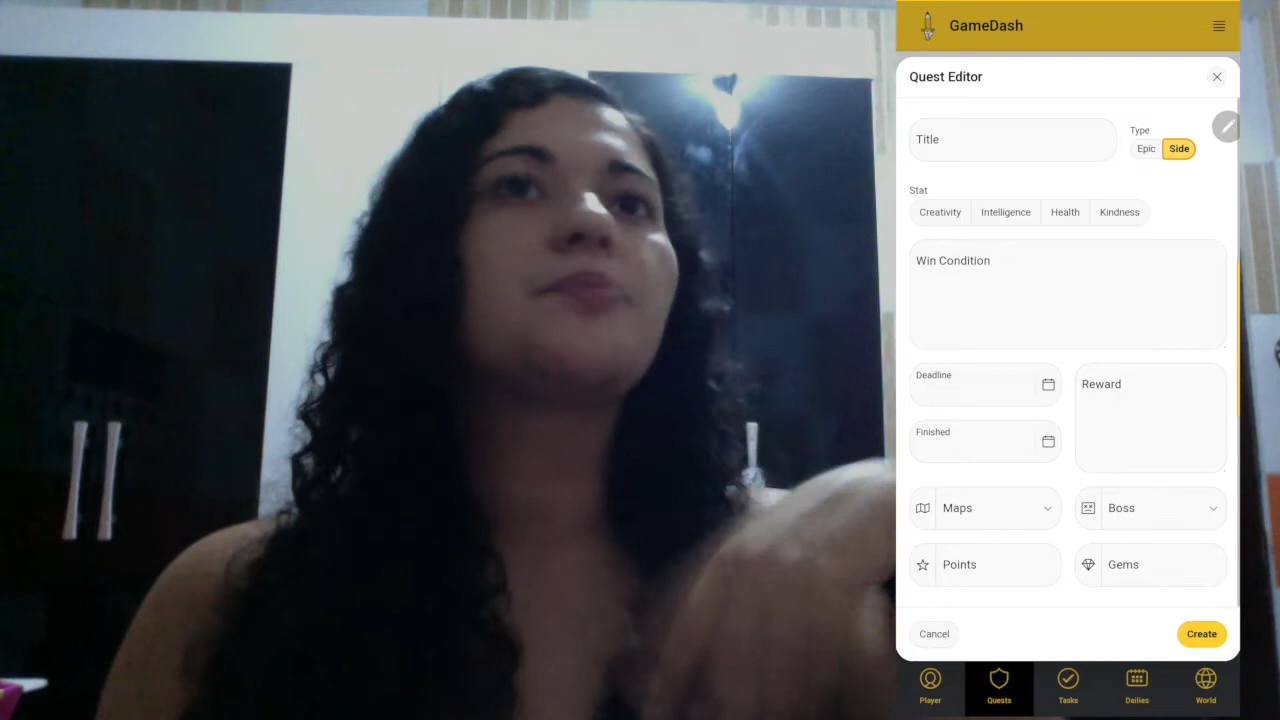 GameDash
Quest Editor
Title
Type
Epic Side
Stat
Creativity Intelligence Health Kindness
Win Condition
Deadline
Reward
Finished
Maps
Boss
Points
Gems
Cancel
Create
Player Quests Tasks Dailies World